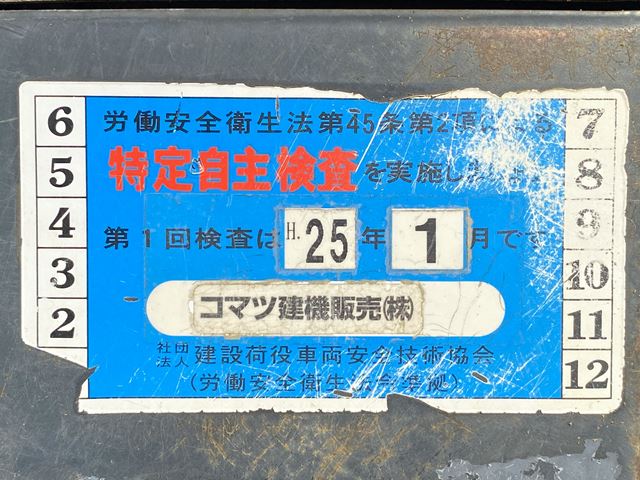 労働安全衛生法第45条第2項による
特定自主検査を実施しました。
第1回検査は H.25年 1月です
コマツ建機販売㈱
社団法人 建設荷役車両安全技術協会
(労働安全衛生法令準拠)
6
5
4
3
2
7
8
9
10
11
12